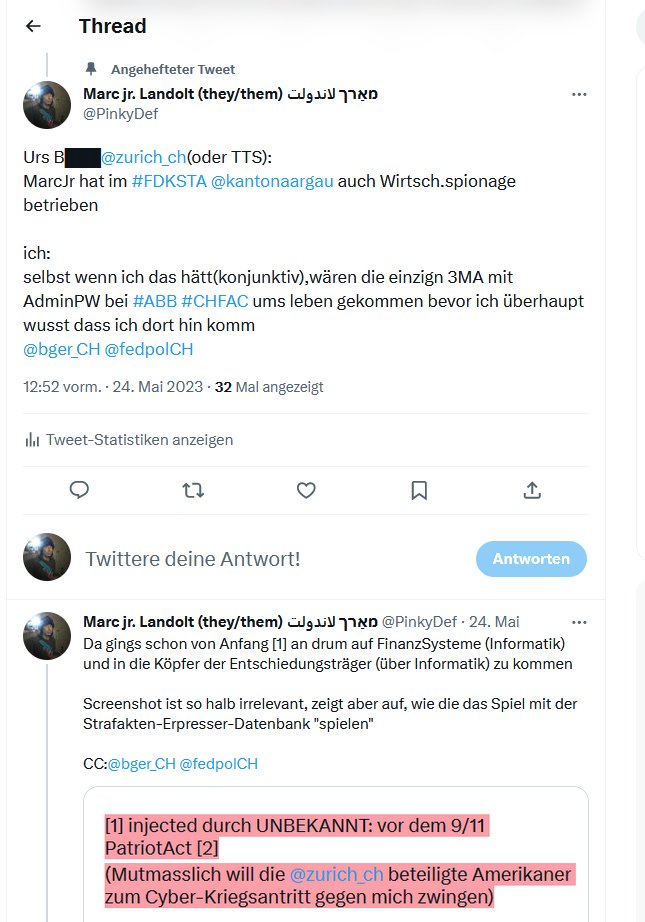 Thread
Angehefteter Tweet
Marc jr. Landolt (they/them) מאַרך لاندولت
@PinkyDef
Urs B @zurich_ch(oder TTS):
MarcJr hat im #FDKSTA @kantonaargau auch Wirtsch.spionage
betrieben
ich:
selbst wenn ich das hätt(konjunktiv),wären die einzign 3MA mit
AdminPW bei #ABB #CHFAC ums leben gekommen bevor ich überhaupt
wusst dass ich dort hin komm
@bger_CH @fedpolCH
12:52 vorm. · 24. Mai 2023 · 32 Mal angezeigt
Tweet-Statistiken anzeigen
Twittere deine Antwort!
Antworten
Marc jr. Landolt (they/them) מאַרך لاندولت @PinkyDef · 24. Mai
Da gings schon von Anfang [1] an drum auf FinanzSysteme (Informatik)
und in die Köpfer der Entschiedungsträger (über Informatik) zu kommen
Screenshot ist so halb irrelevant, zeigt aber auf, wie die das Spiel mit der
Strafakten-Erpresser-Datenbank "spielen"
CC:@bger_CH @fedpolCH
[1] injected durch UNBEKANNT: vor dem 9/11
PatriotAct [2]
(Mutmasslich will die @zurich_ch beteiligte Amerikaner
zum Cyber-Kriegsantritt gegen mich zwingen)